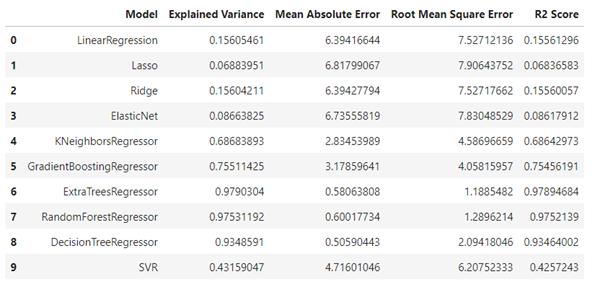 Model Explained Variance Mean Absolute Error Root Mean Square Error R2 Score
0 LinearRegression 0.15605461 6.39416644 7.52712136 0.15561296
1 Lasso 0.06883951 6.81799067 7.90643752 0.06836583
2 Ridge 0.15604211 6.39427794 7.52717662 0.15560057
3 ElasticNet 0.08663825 6.73555819 7.83048529 0.08617912
4 KNeighborsRegressor 0.68683893 2.83453989 4.58696659 0.68642973
5 GradientBoostingRegressor 0.75511425 3.17859641 4.05815957 0.75456191
6 ExtraTreesRegressor 0.9790304 0.58063808 1.1885482 0.97894684
7 RandomForestRegressor 0.97531192 0.60017734 1.2896214 0.9752139
8 DecisionTreeRegressor 0.9348591 0.50590443 2.09418046 0.93464002
9 SVR 0.43159047 4.71601046 6.20752333 0.4257243